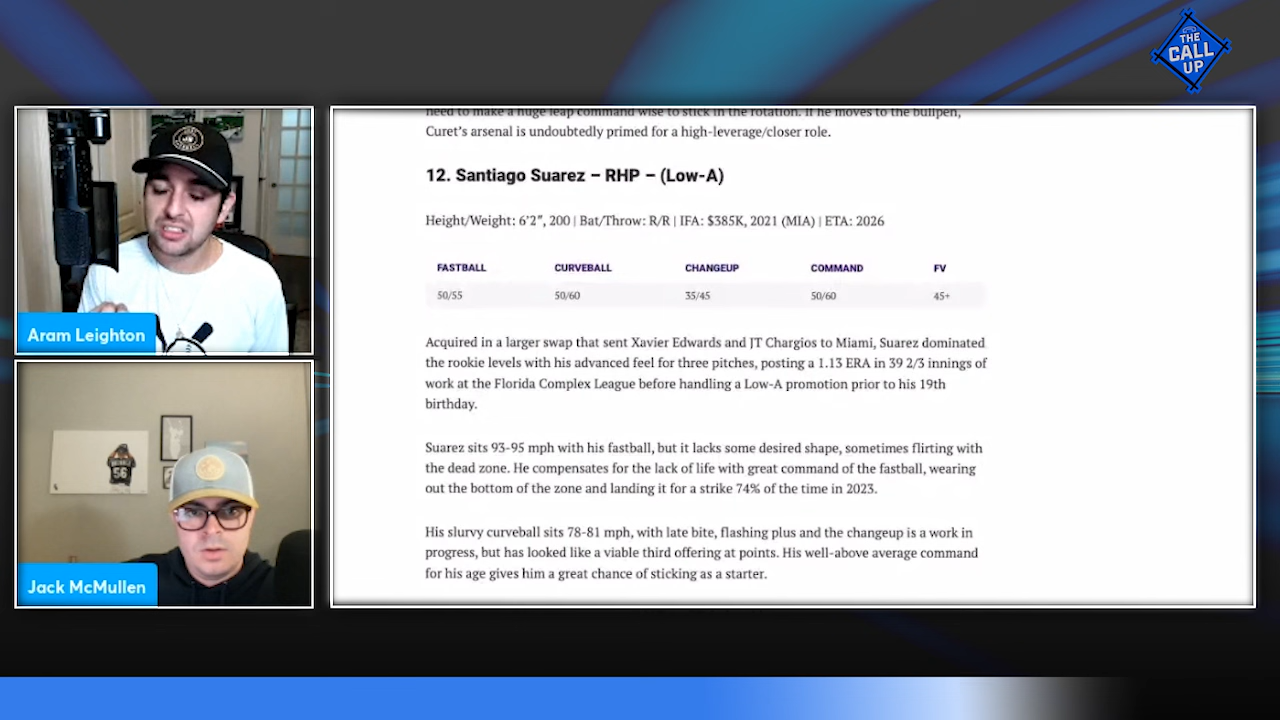 THE
CALL
UP
need to make a huge leap command wise to stick in the rotation. If he moves to the bullpen,
Curet’s arsenal is undoubtedly primed for a high-leverage/closer role.
12. Santiago Suarez – RHP – (Low-A)
Height/Weight: 6’2″, 200 | Bat/Throw: R/R | IFA: $385K, 2021 (MIA) | ETA: 2026
FASTBALL CURVEBALL CHANGEUP COMMAND FV
50/55 50/60 35/45 50/60 45+
Acquired in a larger swap that sent Xavier Edwards and JT Chargios to Miami, Suarez dominated
the rookie levels with his advanced feel for three pitches, posting a 1.13 ERA in 39 2/3 innings of
work at the Florida Complex League before handling a Low-A promotion prior to his 19th
birthday.
Suarez sits 93-95 mph with his fastball, but it lacks some desired shape, sometimes flirting with
the dead zone. He compensates for the lack of life with great command of the fastball, wearing
out the bottom of the zone and landing it for a strike 74% of the time in 2023.
His slurvy curveball sits 78-81 mph, with late bite, flashing plus and the changeup is a work in
progress, but has looked like a viable third offering at points. His well-above average command
for his age gives him a great chance of sticking as a starter.
Aram Leighton
56
Jack McMullen